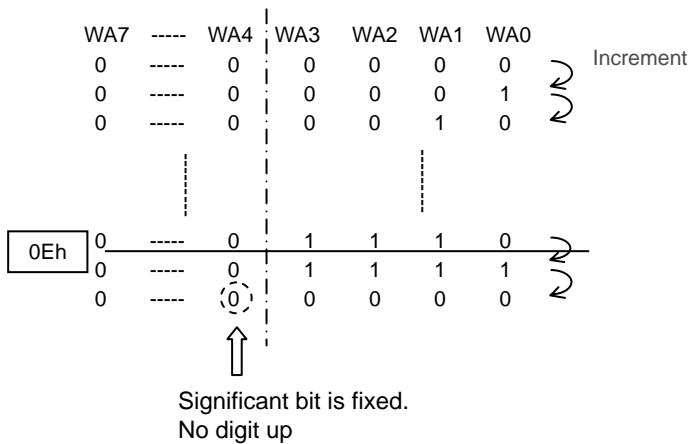 WA7 ----- WA4 WA3 WA2 WA1 WA0
0 ----- 0 0 0 0 0 Increment
0 ----- 0 0 0 0 1
0 ----- 0 0 0 1 0
0Eh 0 ----- 0 1 1 1 0
0 ----- 0 1 1 1 1
0 ----- 0 0 0 0 0
Significant bit is fixed.
No digit up